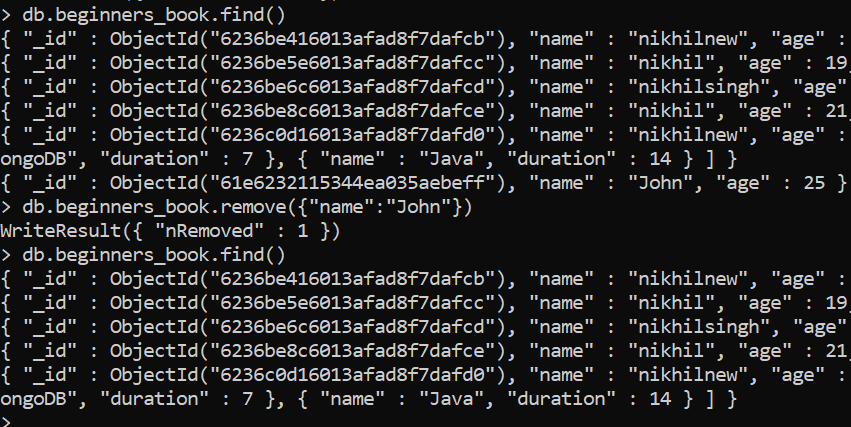 > db.beginners_book.find()
{ "_id" : ObjectId("6236be416013afad8f7dafcb"), "name" : "nikhilnew", "age" :
{ "_id" : ObjectId("6236be5e6013afad8f7dafcc"), "name" : "nikhil", "age" : 19,
{ "_id" : ObjectId("6236be6c6013afad8f7dafcd"), "name" : "nikhilsingh", "age"
{ "_id" : ObjectId("6236be8c6013afad8f7dafce"), "name" : "nikhil", "age" : 21,
{ "_id" : ObjectId("6236c0d16013afad8f7dafd0"), "name" : "nikhilnew", "age" :
ongoDB", "duration" : 7 }, { "name" : "Java", "duration" : 14 } ] }
{ "_id" : ObjectId("61e6232115344ea035aebeff"), "name" : "John", "age" : 25 }
> db.beginners_book.remove({"name":"John"})
WriteResult({ "nRemoved" : 1 })
> db.beginners_book.find()
{ "_id" : ObjectId("6236be416013afad8f7dafcb"), "name" : "nikhilnew", "age" :
{ "_id" : ObjectId("6236be5e6013afad8f7dafcc"), "name" : "nikhil", "age" : 19,
{ "_id" : ObjectId("6236be6c6013afad8f7dafcd"), "name" : "nikhilsingh", "age"
{ "_id" : ObjectId("6236be8c6013afad8f7dafce"), "name" : "nikhil", "age" : 21,
{ "_id" : ObjectId("6236c0d16013afad8f7dafd0"), "name" : "nikhilnew", "age" :
ongoDB", "duration" : 7 }, { "name" : "Java", "duration" : 14 } ] }
>